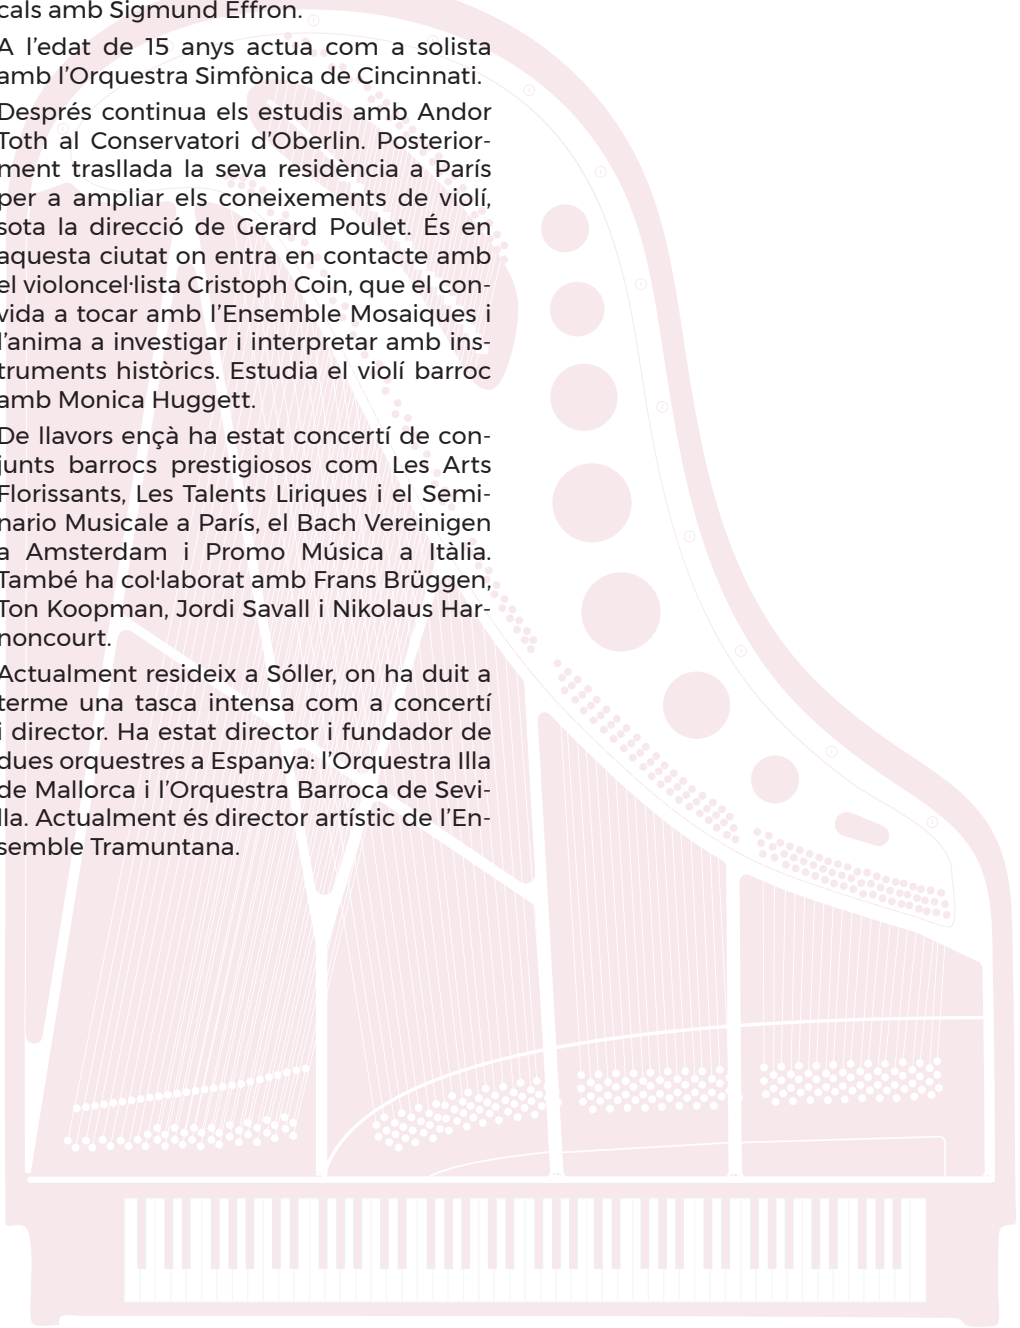 cals amb Sigmund Effron.
A l’edat de 15 anys actua com a solista
amb l’Orquestra Simfònica de Cincinnati.
Després continua els estudis amb Andor
Toth al Conservatori d’Oberlin. Posterior-
ment trasllada la seva residència a París
per a ampliar els coneixements de violí,
sota la direcció de Gerard Poulet. És en
aquesta ciutat on entra en contacte amb
el violoncel·lista Cristoph Coin, que el con-
vida a tocar amb l’Ensemble Mosaiques i
l’anima a investigar i interpretar amb ins-
truments històrics. Estudia el violí barroc
amb Monica Huggett.
De llavors ençà ha estat concertí de con-
junts barrocs prestigiosos com Les Arts
Florissants, Les Talents Liriques i el Semi-
nario Musicale a París, el Bach Vereinigen
a Amsterdam i Promo Música a Itàlia.
També ha col·laborat amb Frans Brüggen,
Ton Koopman, Jordi Savall i Nikolaus Har-
noncourt.
Actualment resideix a Sóller, on ha duit a
terme una tasca intensa com a concertí
i director. Ha estat director i fundador de
dues orquestres a Espanya: l’Orquestra Illa
de Mallorca i l’Orquestra Barroca de Sevi-
lla. Actualment és director artístic de l’En-
semble Tramuntana.